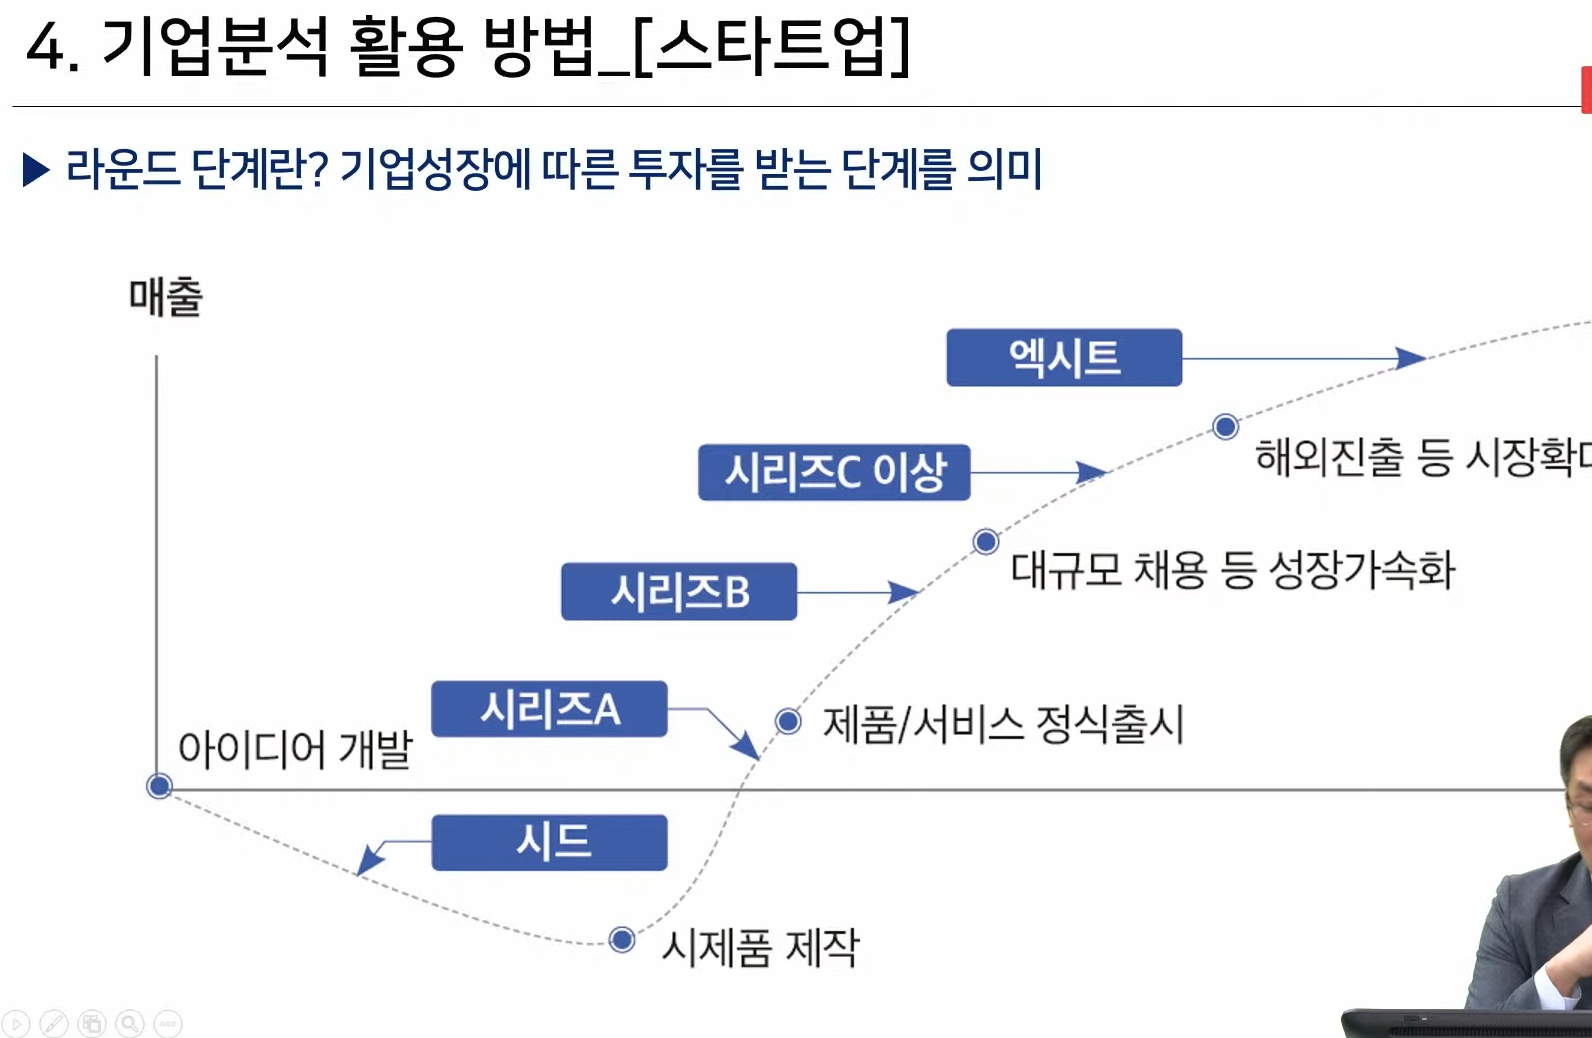 4. 기업분석 활용 방법_[스타트업]
▶ 라운드 단계란? 기업성장에 따른 투자를 받는 단계를 의미
매출
엑시트
해외진출 등
시리즈C 이상
대규모 채용 등 성장가속화
시리즈B
시리즈A
제품/서비스 정식출시
아이디어 개발
시드
시제품 제작